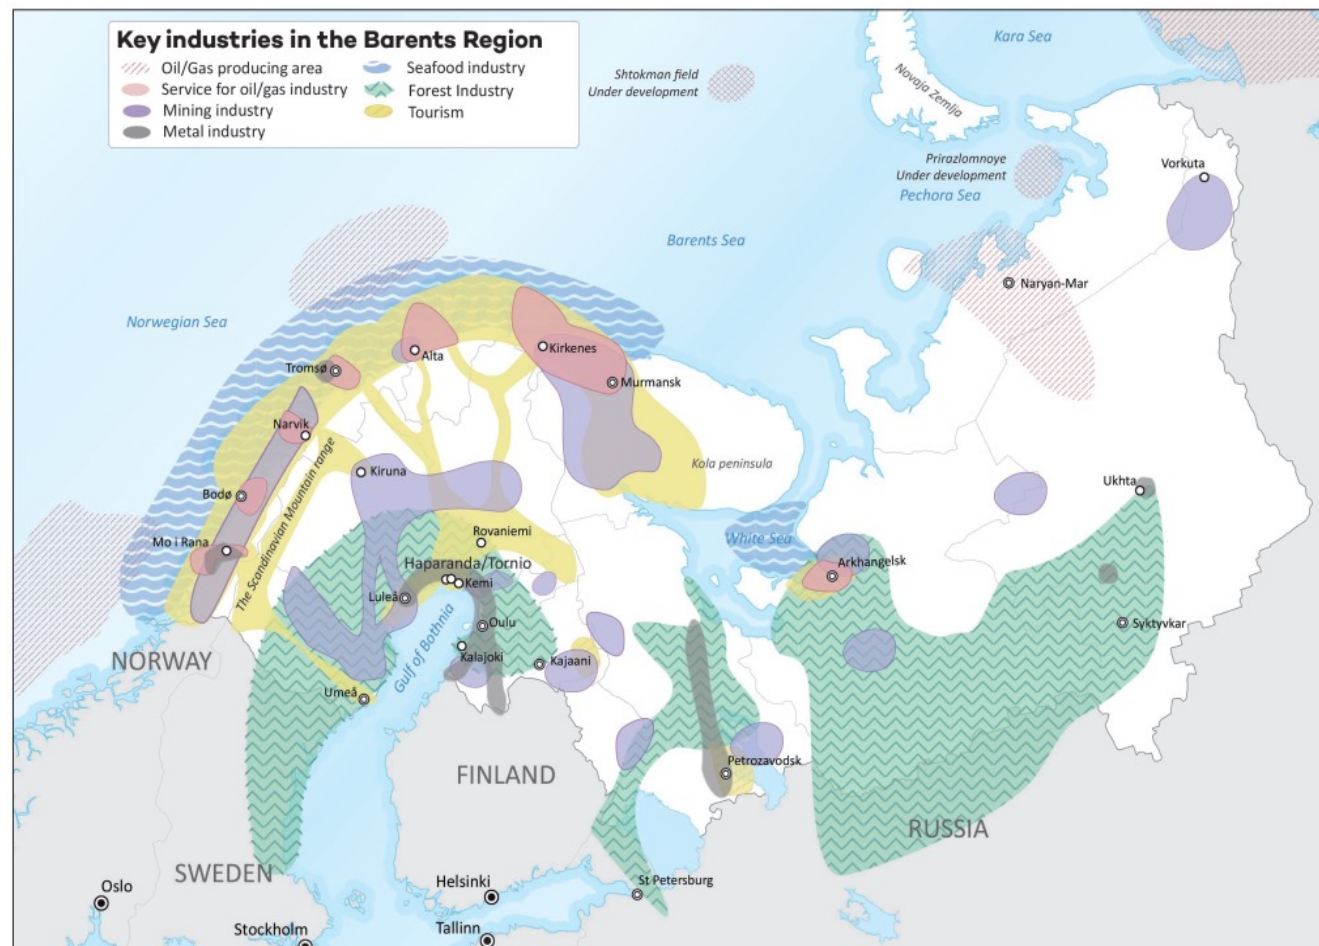 Key industries in the Barents Region
Oil/Gas producing area
Service for oil/gas industry
Mining industry
Metal industry
Seafood industry
Forest Industry
Tourism
Kara Sea
Shtokman field
Under development
Novaja Zemlja
Prirazlomnoye
Under development
Pechora Sea
Vorkuta
Barents Sea
Naryan-Mar
Norwegian Sea
Tromsø
Alta
Kirkenes
Murmansk
Narvik
Kiruna
Kola peninsula
Ukhta
Bodø
The Scandinavian Mountain range
Mo i Rana
Rovaniemi
White Sea
Haparanda/Tornio
Arkhangelsk
Kemi
Luleå
Oulu
Syktyvkar
Gulf of Bothnia
Kalajoki
Kajaani
NORWAY
Umeå
Petrozavodsk
FINLAND
RUSSIA
SWEDEN
Oslo
Helsinki
St Petersburg
Stockholm
Tallinn